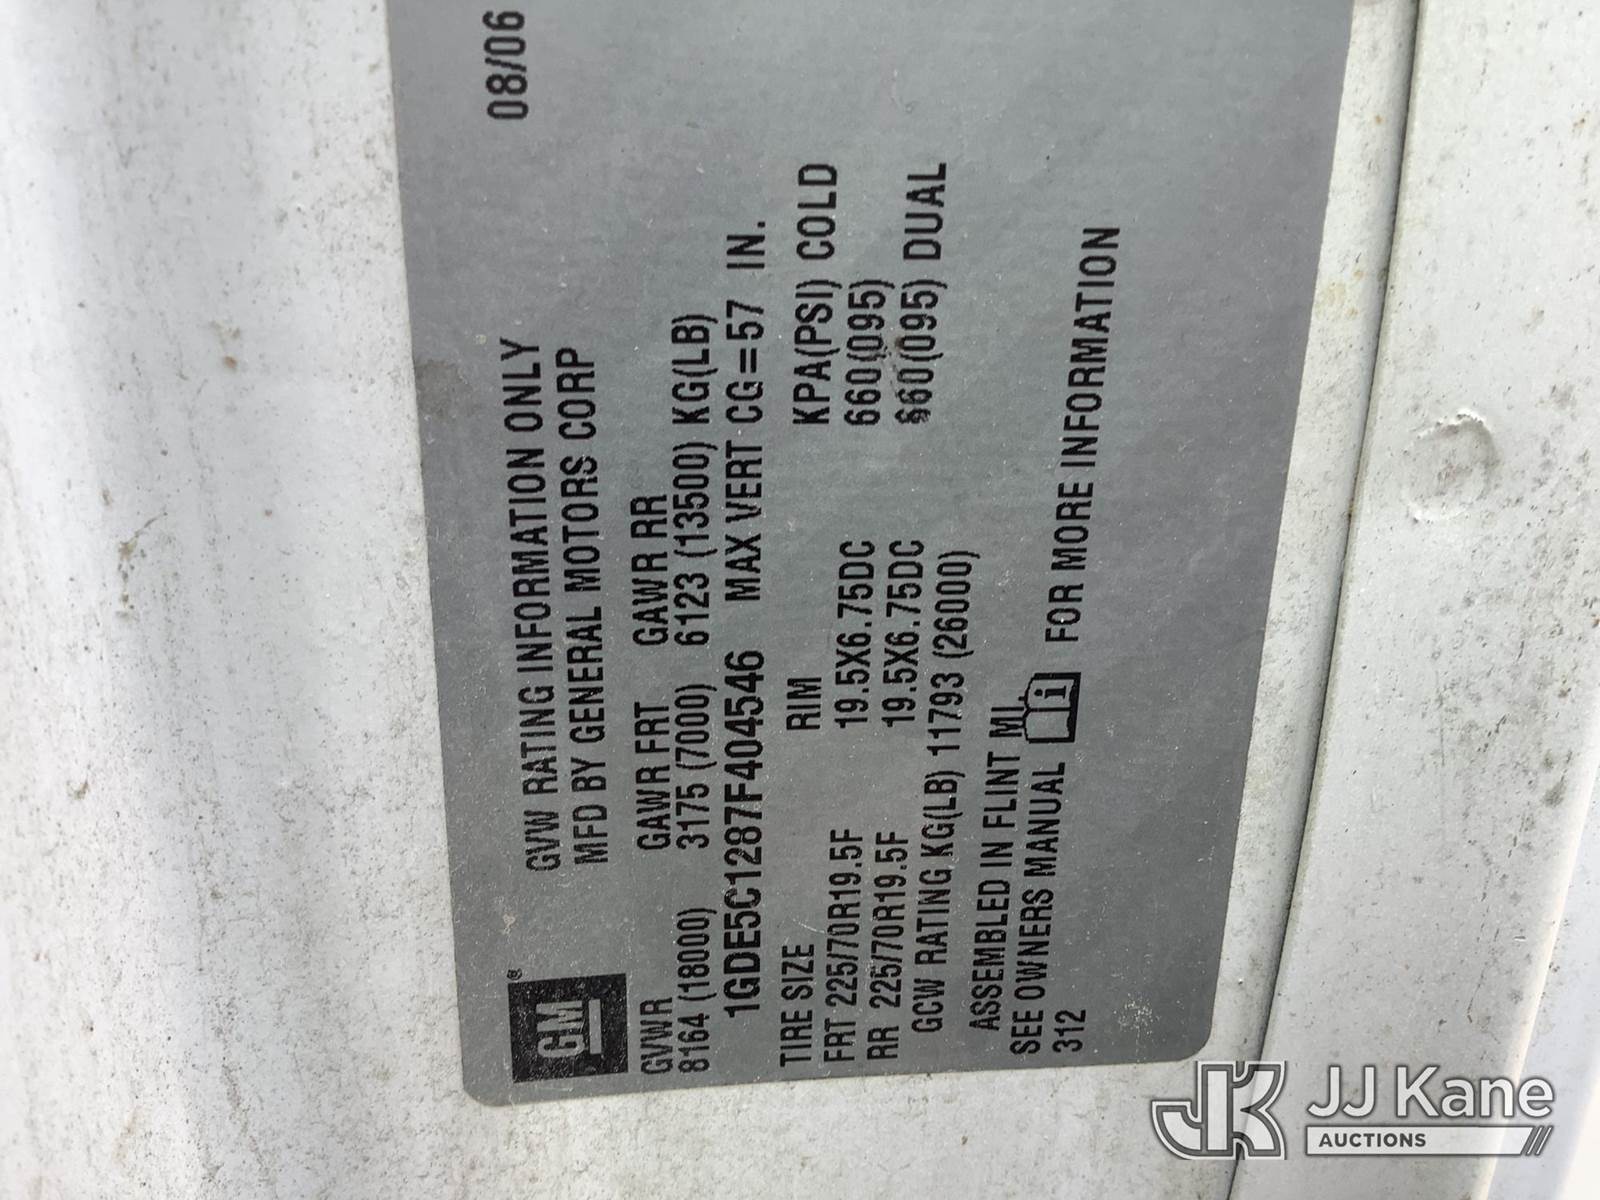 08/06
GVW RATING INFORMATION ONLY
MFD BY GENERAL MOTORS CORP
GM®
GVWR GAWR FRT GAWR RR
8164 (18000) 3175 (7000) 6123 (13500) KG(LB)
1GDE5C1287F404546 MAX VERT CG=57 IN.
TIRE SIZE RIM KPA(PSI) COLD
FRT 225/70R19.5F 19.5X6.75DC 660(095)
RR 225/70R19.5F 19.5X6.75DC 660(095) DUAL
GCW RATING KG(LB) 11793 (26000)
ASSEMBLED IN FLINT MI.
SEE OWNERS MANUAL i FOR MORE INFORMATION
312
JK JJ Kane
AUCTIONS